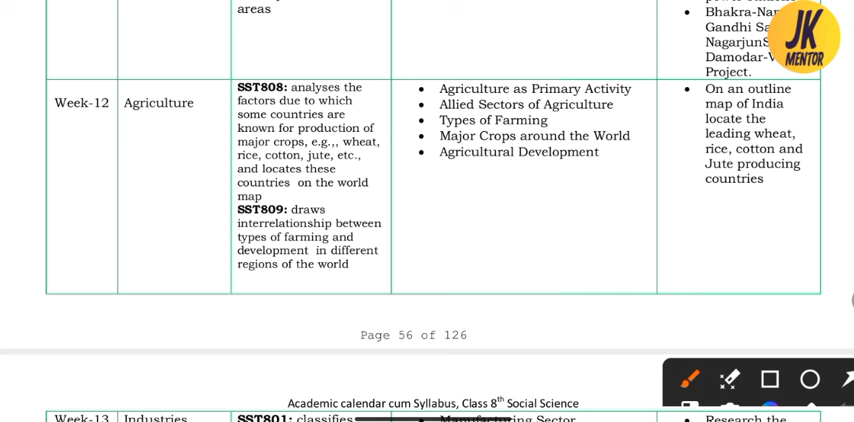 areas
Bhakra-Nan
Gandhi Sa
Nagarjun
Damodar-V
Project.
JK
MENTOR
Week-12
Agriculture
SST808: analyses the
factors due to which
some countries are
known for production of
major crops, e.g.,, wheat,
rice, cotton, jute, etc.,
and locates these
countries on the world
map
SST809: draws
interrelationship between
types of farming and
development in different
regions of the world
• Agriculture as Primary Activity
• Allied Sectors of Agriculture
• Types of Farming
• Major Crops around the World
• Agricultural Development
• On an outline
map of India
locate the
leading wheat,
rice, cotton and
Jute producing
countries
Page 56 of 126
Academic calendar cum Syllabus, Class 8th Social Science
Week-13
Industries
SST801: classifies
• Manufacturing Sector
• Research the